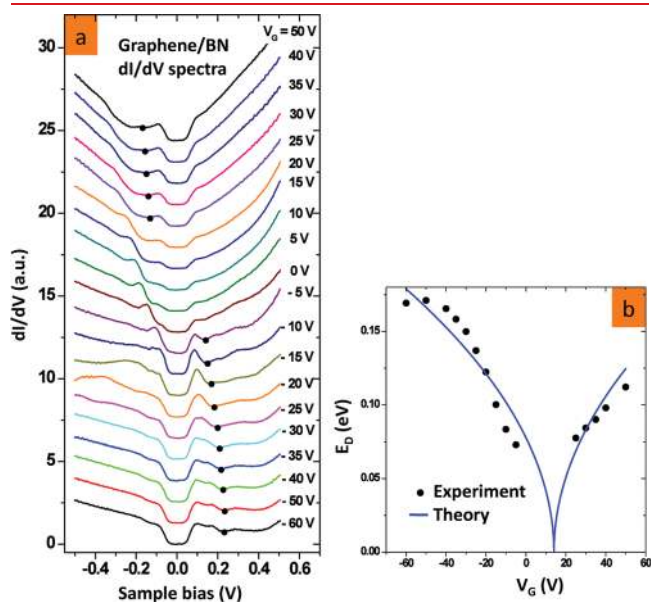 a
Graphene/BN
dI/dV spectra
V_G = 50 V
40 V
35 V
30 V
25 V
20 V
15 V
10 V
5 V
0 V
- 5 V
- 10 V
- 15 V
- 20 V
- 25 V
- 30 V
- 35 V
- 40 V
- 50 V
- 60 V
dI/dV (a.u.)
30
25
20
15
10
5
0
-0.4 -0.2 0.0 0.2 0.4 0.6
Sample bias (V)
b
E_D (eV)
0.15
0.10
0.05
0.00
Experiment
Theory
-60 -40 -20 0 20 40 60
V_G (V)